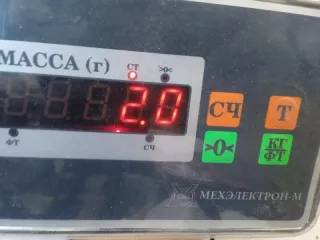 МАССА (г)
СТ
2.0
СЧ
Т
>0<
КГ
ФТ
ФТ
СЧ
МЕХЭЛЕКТРОН-М